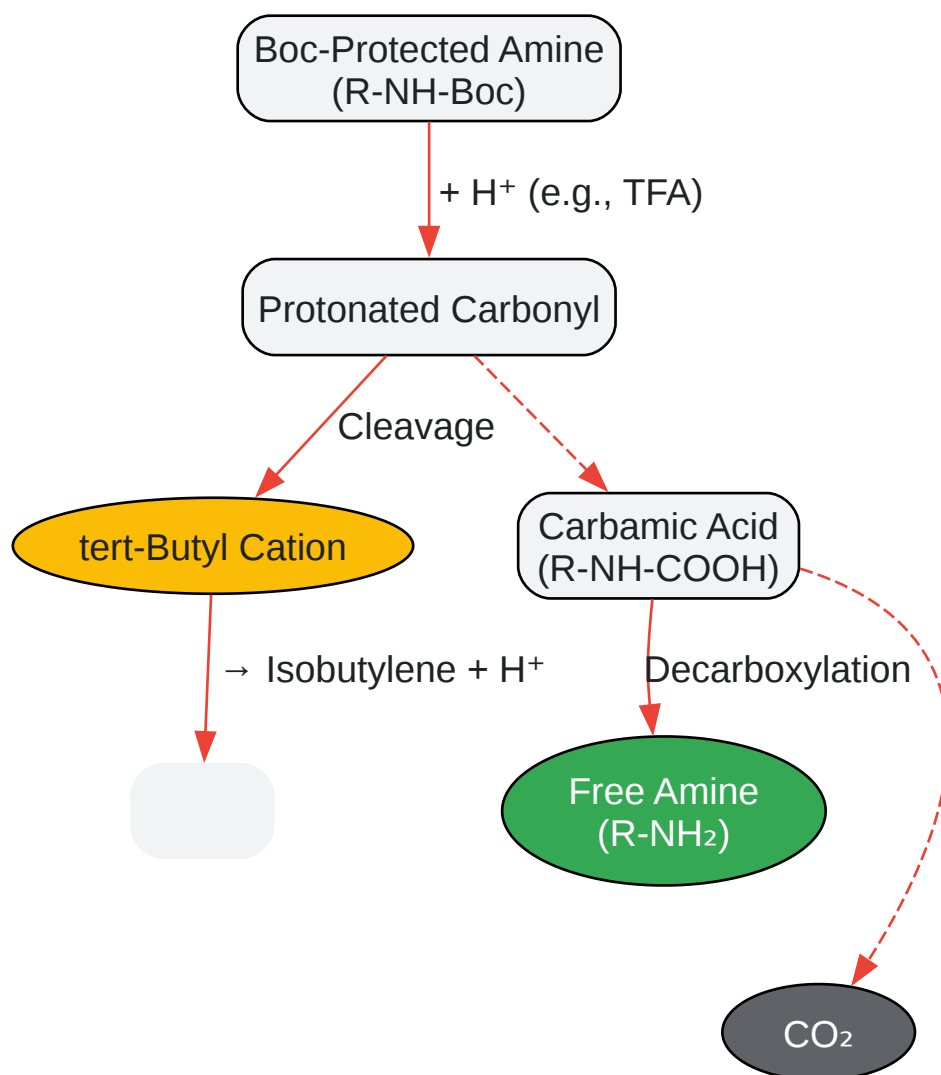 Boc-Protected Amine
(R-NH-Boc)
+ H⁺ (e.g., TFA)
Protonated Carbonyl
Cleavage
tert-Butyl Cation
Carbamic Acid
(R-NH-COOH)
→ Isobutylene + H⁺
Decarboxylation
Free Amine
(R-NH₂)
CO₂